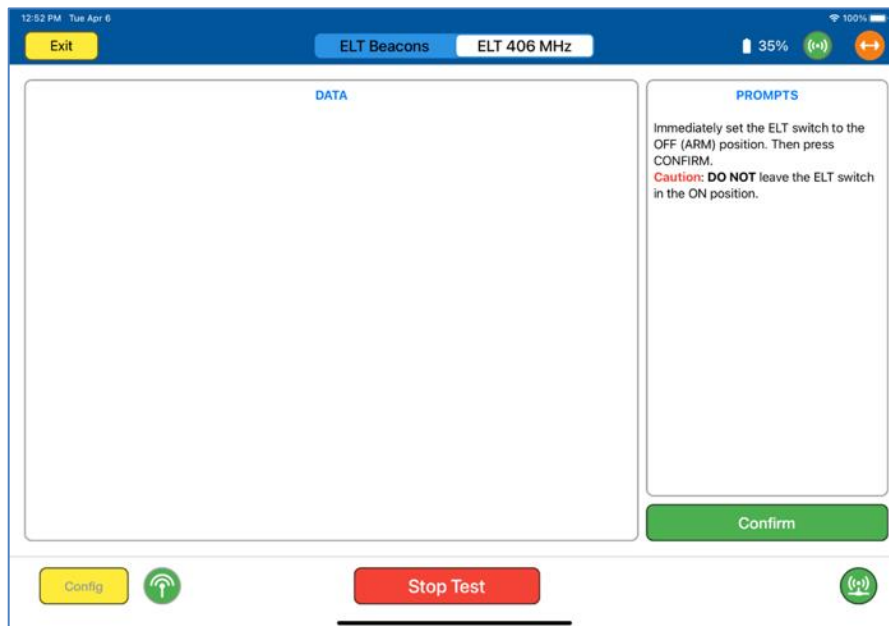 12:52 PM Tue Apr 6
100%
Exit
ELT Beacons
ELT 406 MHz
35%
DATA
PROMPTS
Immediately set the ELT switch to the
OFF (ARM) position. Then press
CONFIRM.
Caution: DO NOT leave the ELT switch
in the ON position.
Confirm
Config
Stop Test